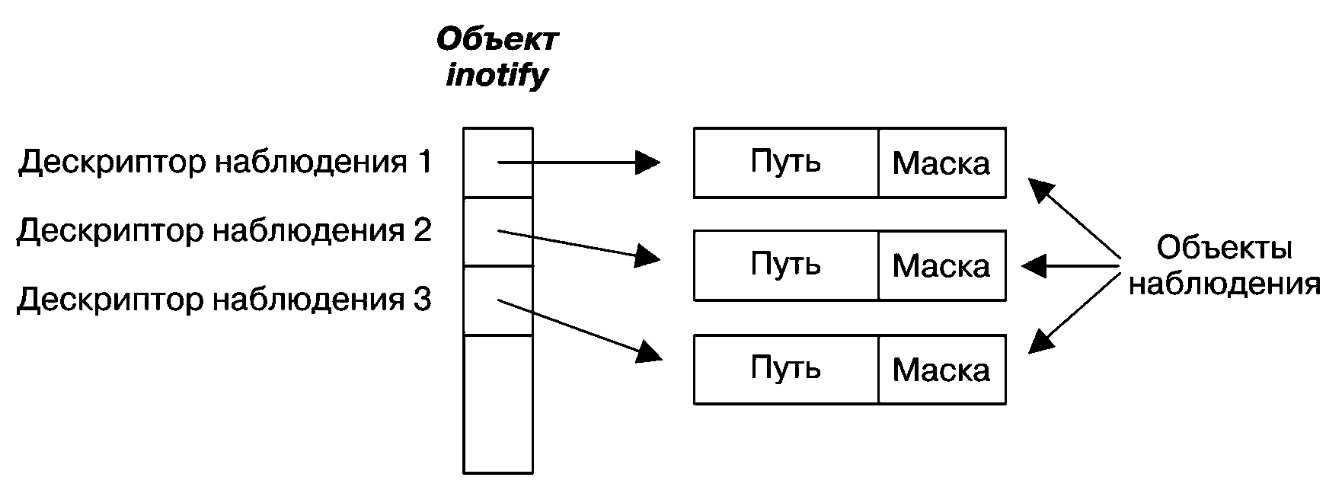 Объект
inotify
Дескриптор наблюдения 1
Путь
Маска
Дескриптор наблюдения 2
Путь
Маска
Дескриптор наблюдения 3
Путь
Маска
Объекты
наблюдения